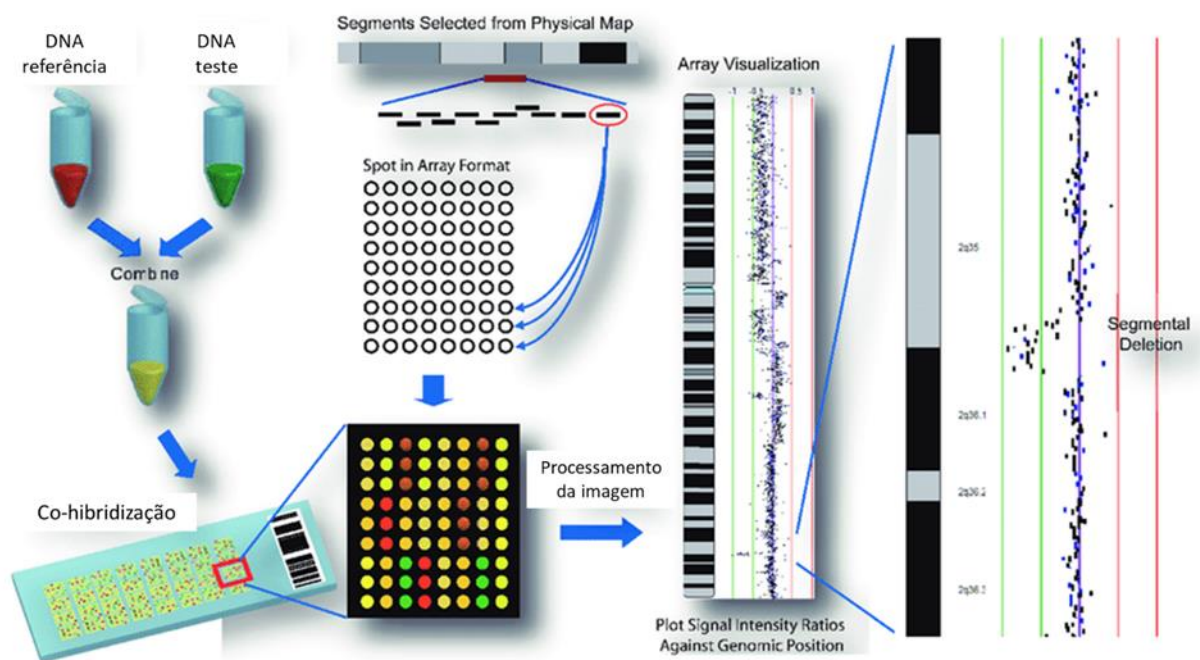 DNA
referência
DNA
teste
Combine
Co-hibridização
Segments Selected from Physical Map
Spot in Array Format
Processamento
da imagem
Array Visualization
-1
-0.5
0
0.5
1
Plot Signal Intensity Ratios
Against Genomic Position
2q35
2q36.1
2q36.2
2q36.3
Segmental
Deletion